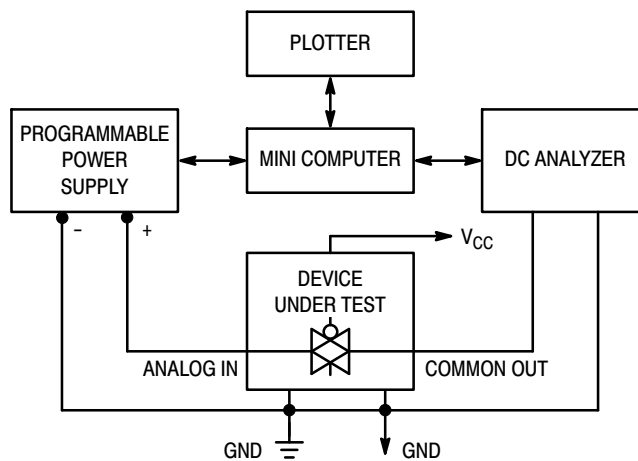 PLOTTER
PROGRAMMABLE
POWER
SUPPLY
MINI COMPUTER
DC ANALYZER
–
+
VCC
DEVICE
UNDER TEST
ANALOG IN
COMMON OUT
GND
GND